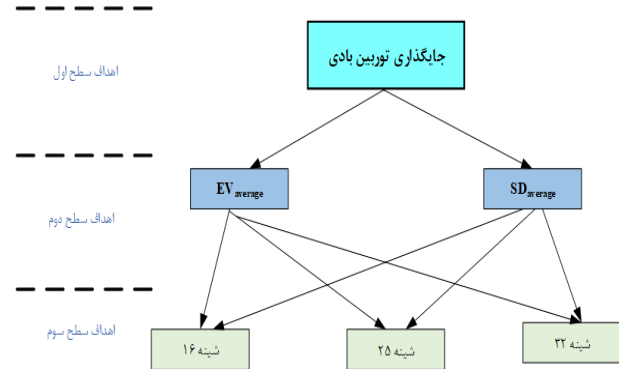 جایگذاری توربین بادی
اهداف سطح اول
EVaverage
SDaverage
اهداف سطح دوم
اهداف سطح سوم
شینه ۳۲
شینه ۲۵
شینه ۱۶